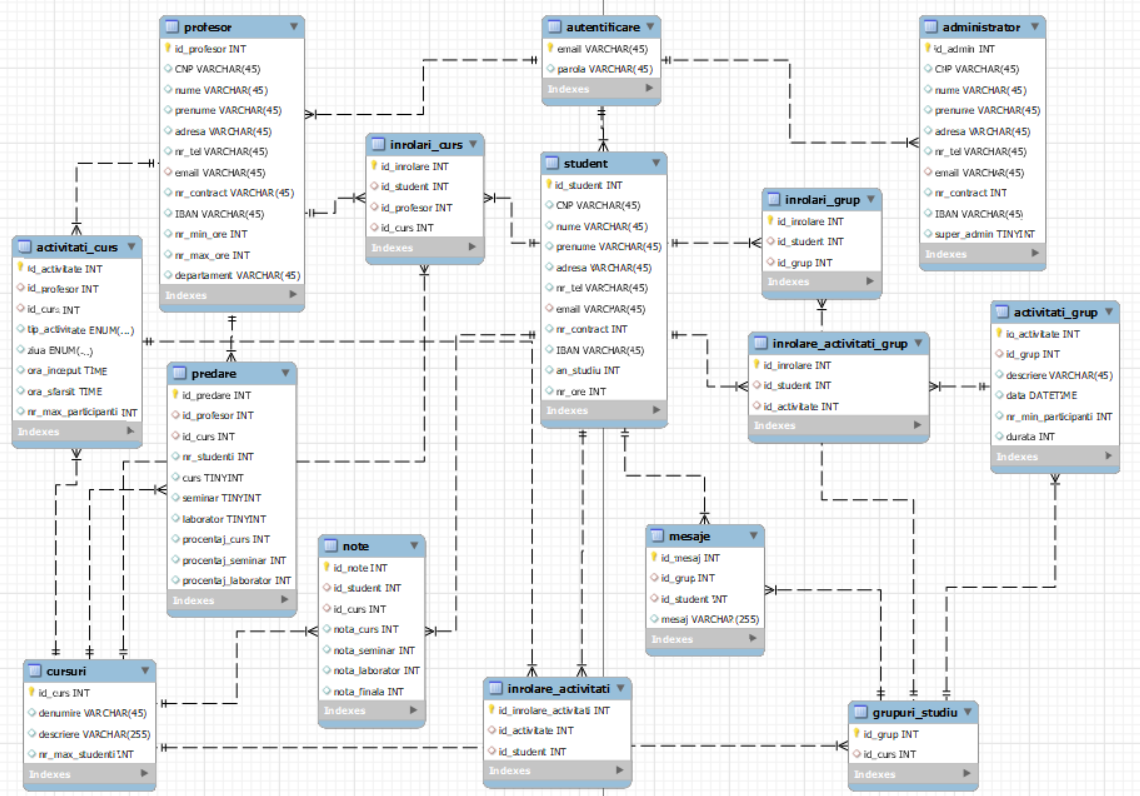 profesor
id_profesor INT
CNP VARCHAR(45)
nume VARCHAR(45)
prenume VARCHAR(45)
adresa VARCHAR(45)
nr_tel VARCHAR(45)
email VARCHAR(45)
nr_contract VARCHAR(45)
IBAN VARCHAR(45)
nr_min_ore INT
nr_max_ore INT
departament VARCHAR(45)
Indexes
autentificare
email VARCHAR(45)
parola VARCHAR(45)
Indexes
administrator
id_admin INT
CNP VARCHAR(45)
nume VARCHAR(45)
prenume VARCHAR(45)
adresa VARCHAR(45)
nr_tel VARCHAR(45)
email VARCHAR(45)
nr_contract INT
IBAN VARCHAR(45)
super_admin TINYINT
Indexes
inrolari_curs
id_inrolare INT
id_student INT
id_profesor INT
id_curs INT
Indexes
student
id_student INT
CNP VARCHAR(45)
nume VARCHAR(45)
prenume VARCHAR(45)
adresa VARCHAR(45)
nr_tel VARCHAR(45)
email VARCHAR(45)
nr_contract INT
IBAN VARCHAR(45)
an_studiu INT
nr_ore INT
Indexes
inrolari_grup
id_inrolare INT
id_student INT
id_grup INT
Indexes
activitati_curs
id_activitate INT
id_profesor INT
id_curs INT
tip_activitate ENUM(...)
ziua ENUM(...)
ora_inceput TIME
ora_sfarsit TIME
nr_max_participanti INT
Indexes
activitati_grup
id_activitate INT
id_grup INT
descriere VARCHAR(45)
data DATETIME
nr_min_participanti INT
durata INT
Indexes
inrolare_activitati_grup
id_inrolare INT
id_student INT
id_activitate INT
Indexes
predare
id_predare INT
id_profesor INT
id_curs INT
nr_studenti INT
curs TINYINT
seminar TINYINT
laborator TINYINT
procentaj_curs INT
procentaj_seminar INT
procentaj_laborator INT
Indexes
note
id_note INT
id_student INT
id_curs INT
nota_curs INT
nota_seminar INT
nota_laborator INT
nota_finala INT
Indexes
mesaje
id_mesaj INT
id_grup INT
id_student INT
mesaj VARCHAR(255)
Indexes
cursuri
id_curs INT
denumire VARCHAR(45)
descriere VARCHAR(255)
nr_max_studenti INT
Indexes
inrolare_activitati
id_inrolare_activitati INT
id_activitate INT
id_student INT
Indexes
grupuri_studiu
id_grup INT
id_curs INT
Indexes